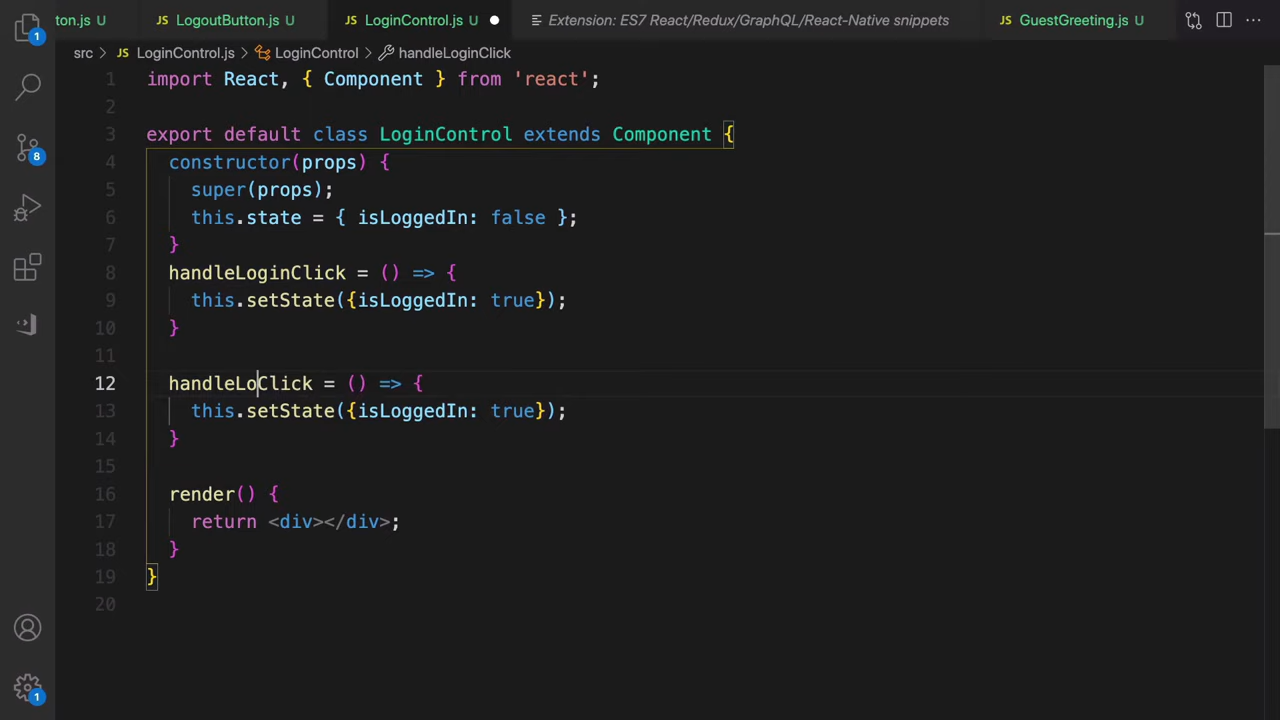 ton.js U LogoutButton.js U LoginControl.js U Extension: ES7 React/Redux/GraphQL/React-Native snippets GuestGreeting.js U
src > JS LoginControl.js > LoginControl > handleLoginClick
1 import React, { Component } from 'react';
2
3 export default class LoginControl extends Component {
4 constructor(props) {
5 super(props);
6 this.state = { isLoggedIn: false };
7 }
8 handleLoginClick = () => {
9 this.setState({isLoggedIn: true});
10 }
11
12 handleLoClick = () => {
13 this.setState({isLoggedIn: true});
14 }
15
16 render() {
17 return <div></div>;
18 }
19 }
20
1
8
1